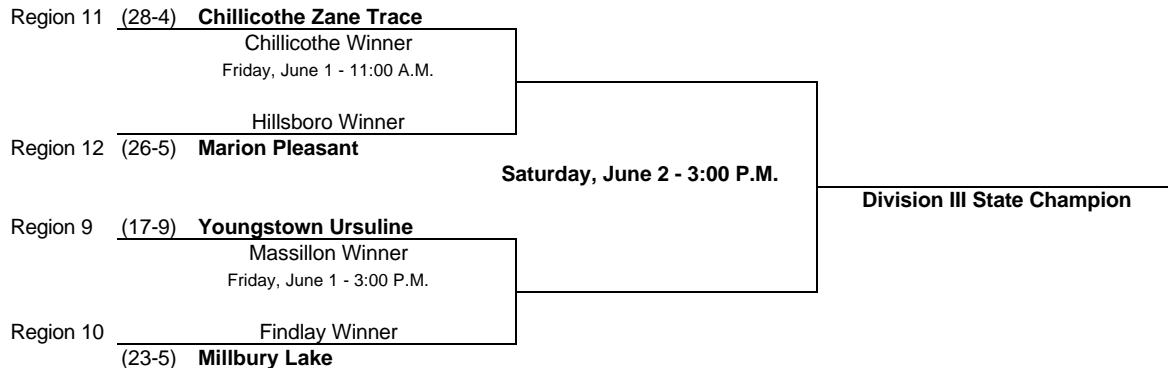 Region 11 (28-4) Chillicothe Zane Trace
Chillicothe Winner
Friday, June 1 - 11:00 A.M.
Hillsboro Winner
Region 12 (26-5) Marion Pleasant
Saturday, June 2 - 3:00 P.M.
Division III State Champion
Region 9 (17-9) Youngstown Ursuline
Massillon Winner
Friday, June 1 - 3:00 P.M.
Region 10 Findlay Winner
(23-5) Millbury Lake